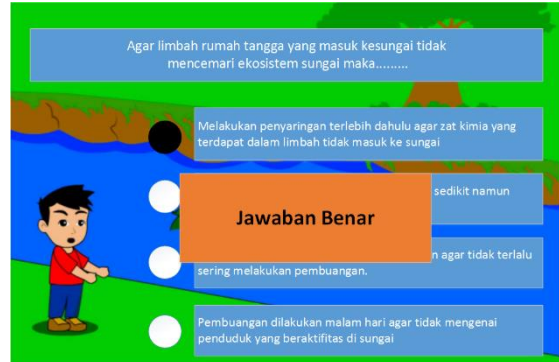 Agar limbah rumah tangga yang masuk kesungai tidak
mencemari ekosistem sungai maka.........
Melakukan penyaringan terlebih dahulu agar zat kimia yang
terdapat dalam limbah tidak masuk ke sungai
sedikit namun
Jawaban Benar
agar tidak terlalu
sering melakukan pembuangan.
Pembuangan dilakukan malam hari agar tidak mengenai
penduduk yang beraktifitas di sungai